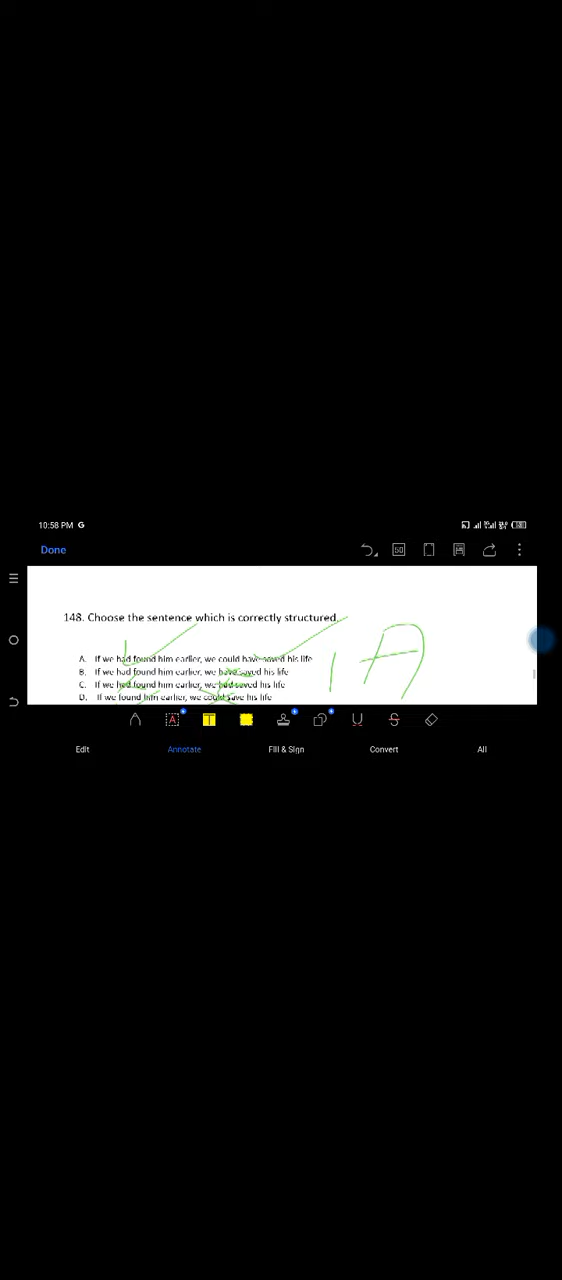 10:58 PM G
Done
50
148. Choose the sentence which is correctly structured.
A. If we had found him earlier, we could have saved his life
B. If we had found him earlier, we have saved his life
C. If we had found him earlier, we had saved his life
D. If we found him earlier, we could save his life
A
A
T
U
S
Edit
Annotate
Fill & Sign
Convert
All